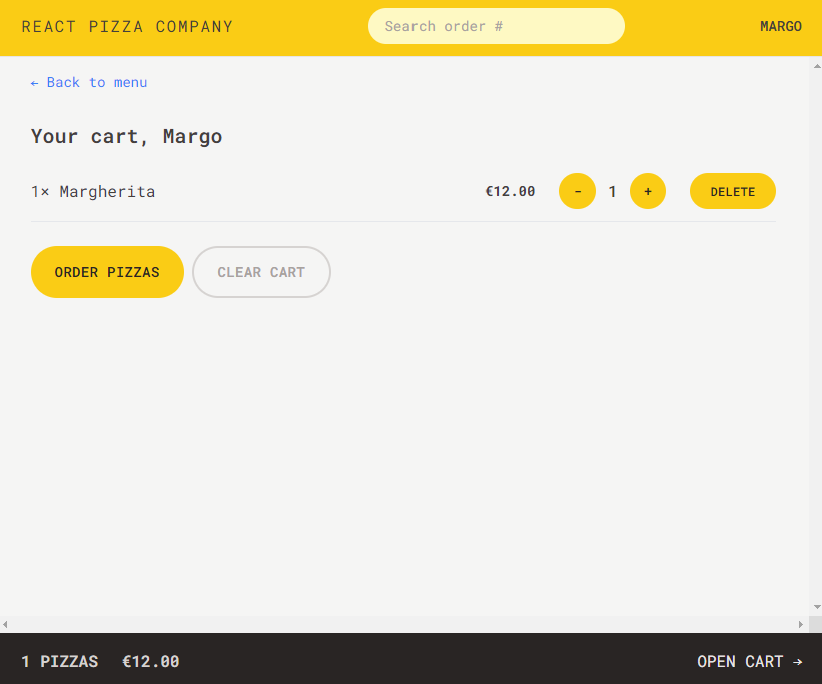 REACT PIZZA COMPANY Search order # MARGO
← Back to menu
Your cart, Margo
1× Margherita €12.00 - 1 + DELETE
ORDER PIZZAS CLEAR CART
1 PIZZAS €12.00 OPEN CART →